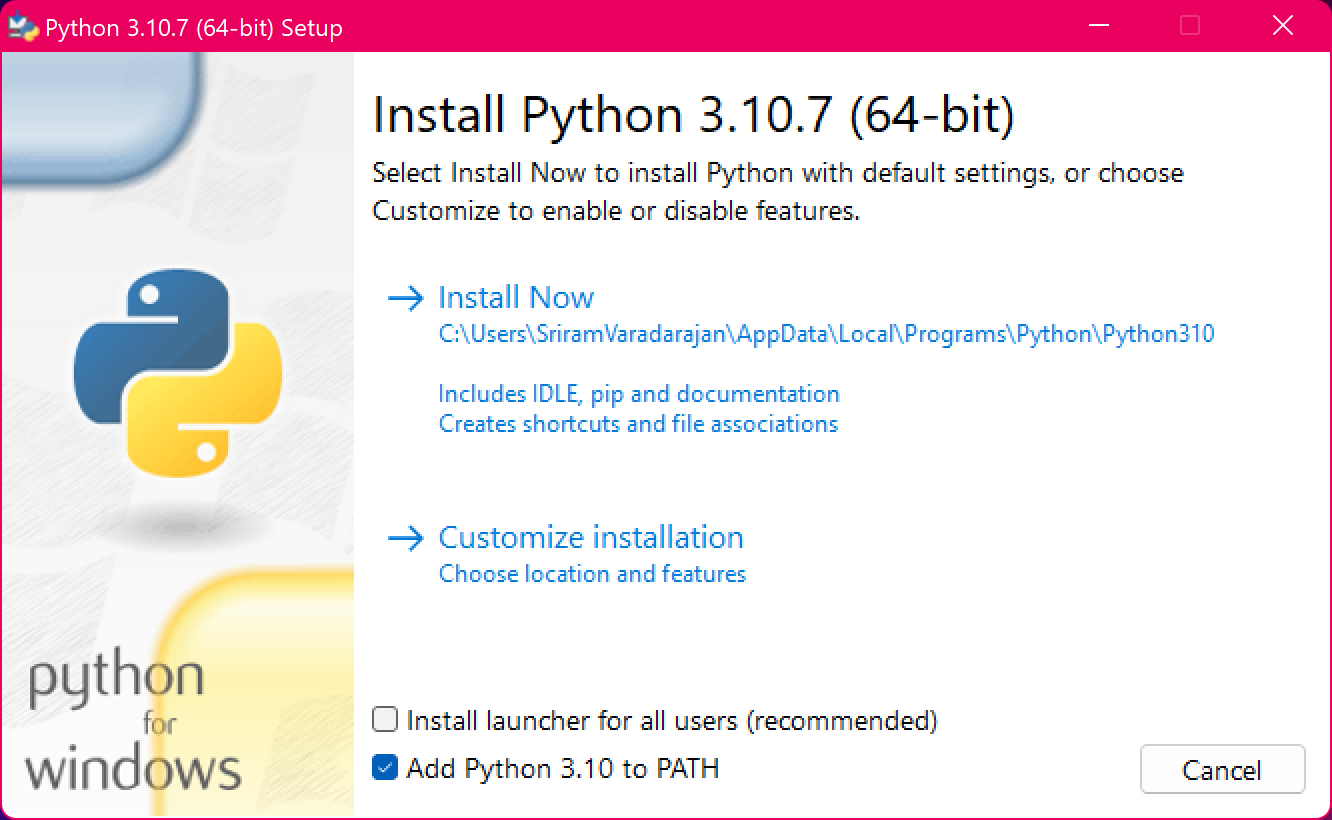 Python 3.10.7 (64-bit) Setup
Install Python 3.10.7 (64-bit)
Select Install Now to install Python with default settings, or choose
Customize to enable or disable features.
Install Now
C:\Users\SriramVaradarajan\AppData\Local\Programs\Python\Python310
Includes IDLE, pip and documentation
Creates shortcuts and file associations
Customize installation
Choose location and features
python
for
windows
Install launcher for all users (recommended)
Add Python 3.10 to PATH
Cancel